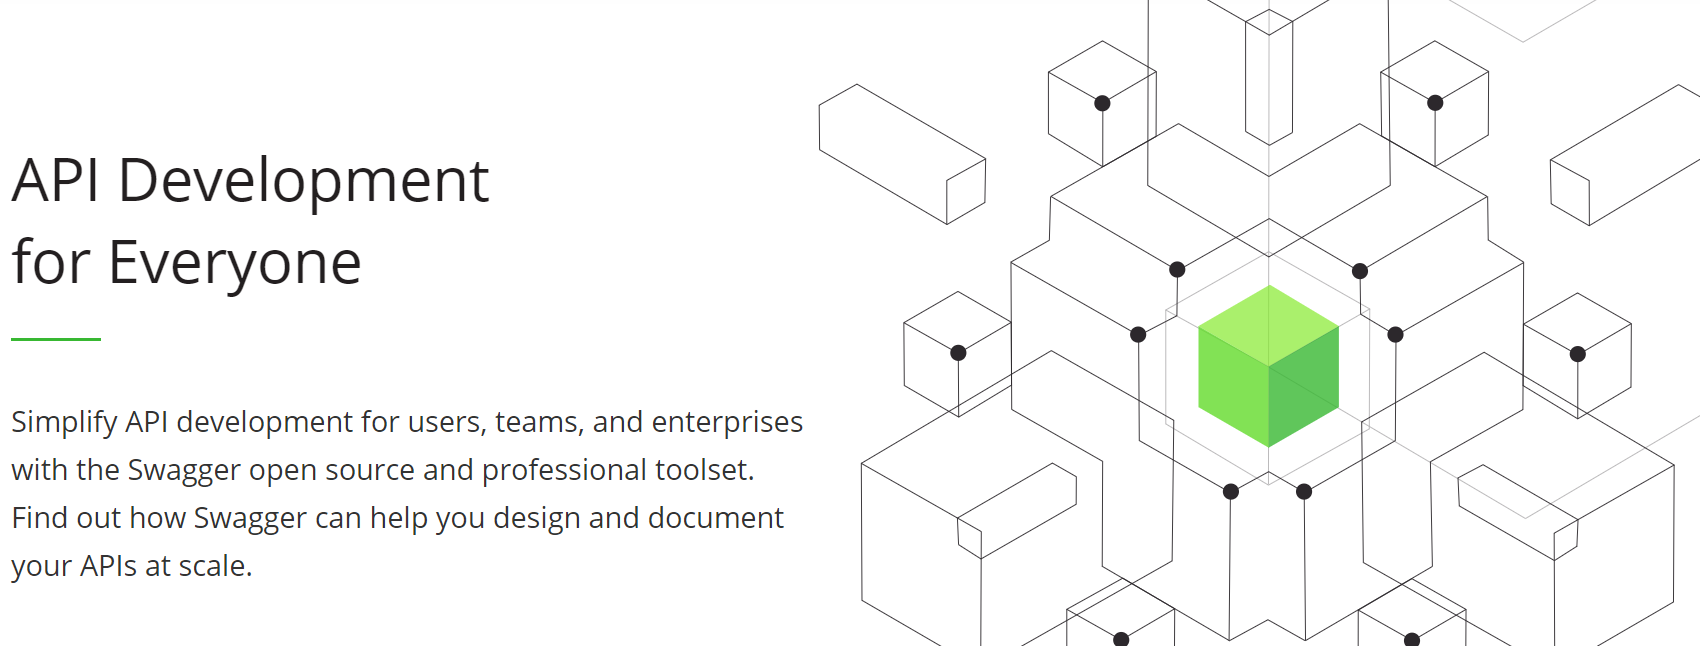 API Development
for Everyone
Simplify API development for users, teams, and enterprises
with the Swagger open source and professional toolset.
Find out how Swagger can help you design and document
your APIs at scale.